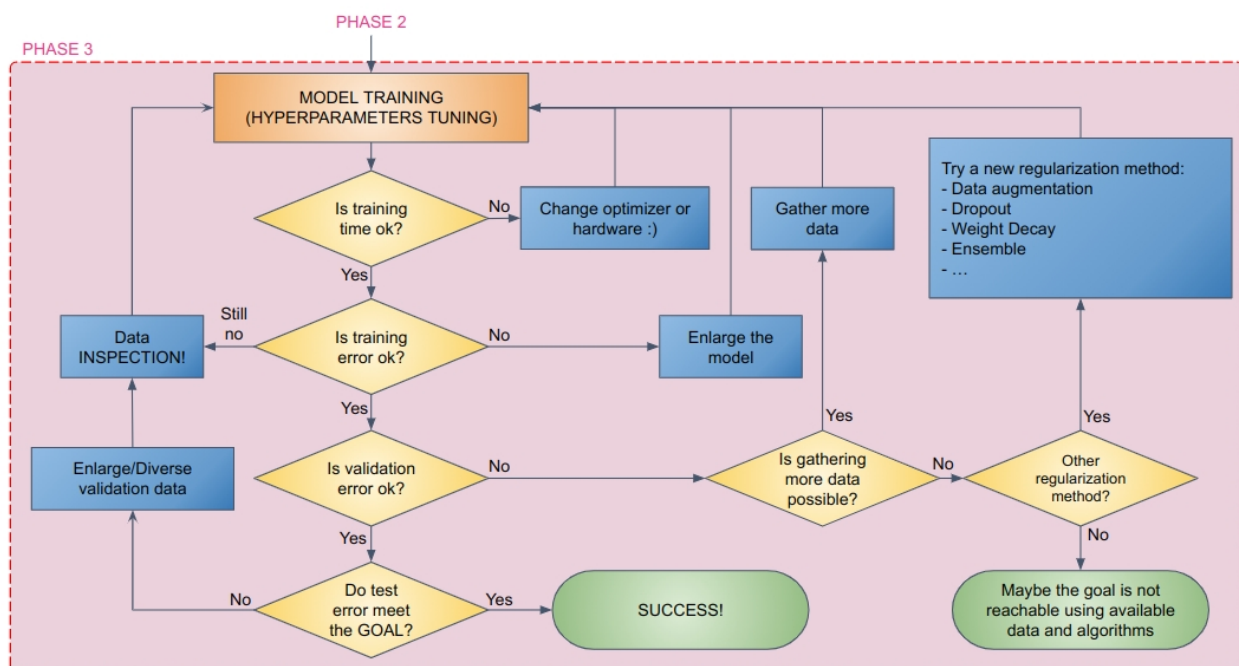 PHASE 2
PHASE 3
MODEL TRAINING
(HYPERPARAMETERS TUNING)
Is training
time ok?
No
Change optimizer or
hardware :)
Gather more
data
Try a new regularization method:
- Data augmentation
- Dropout
- Weight Decay
- Ensemble
- …
Yes
Still
no
Data
INSPECTION!
Is training
error ok?
No
Enlarge the
model
Yes
Yes
Yes
Enlarge/Diverse
validation data
Is validation
error ok?
No
Is gathering
more data
possible?
No
Other
regularization
method?
Yes
No
No
Do test
error meet
the GOAL?
Yes
SUCCESS!
Maybe the goal is not
reachable using available
data and algorithms